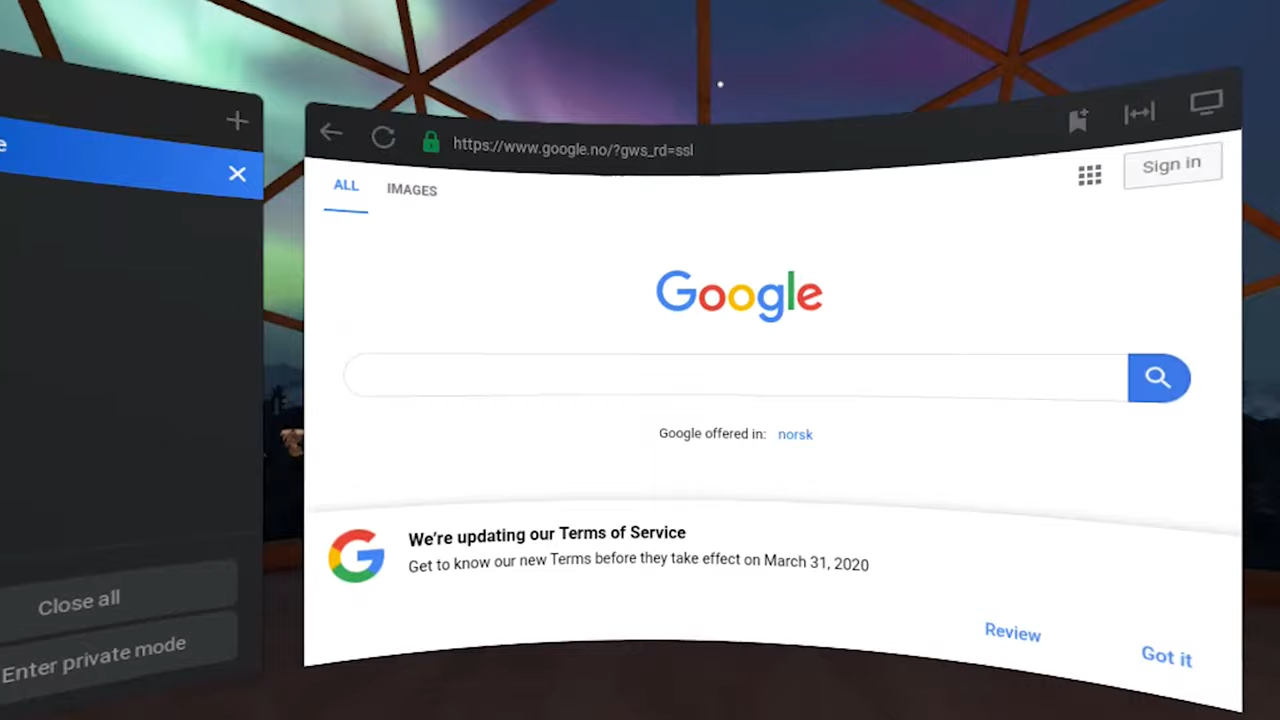 e
https://www.google.no/?gws_rd=ssl
Sign in
ALL IMAGES
Google
Google offered in: norsk
We're updating our Terms of Service
Get to know our new Terms before they take effect on March 31, 2020
Review
Got it
Close all
Enter private mode